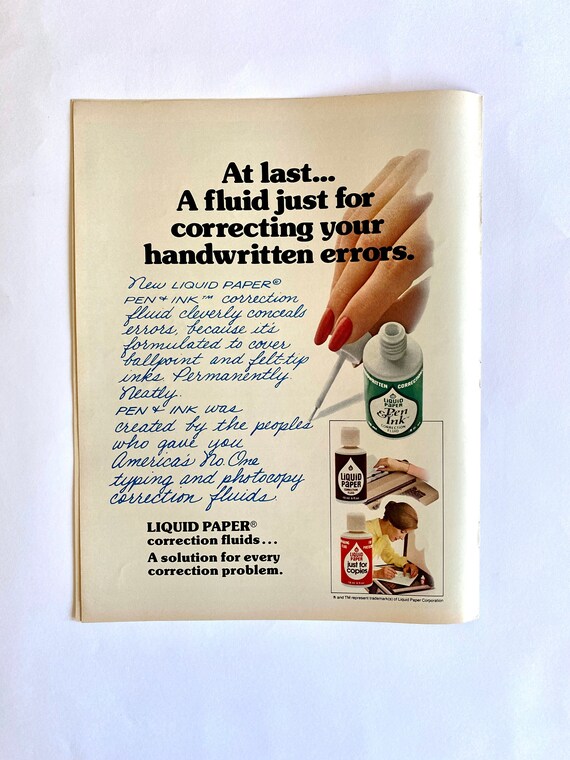 At last...
A fluid just for
correcting your
handwritten errors.
New LIQUID PAPER®
PEN & INK™ correction
fluid cleverly conceals
errors, because it's
formulated to cover
ballpoint and felt-tip
inks. Permanently.
Neatly.
PEN & INK was
created by the peoples
who gave you
America's No. One
typing and photocopy
correction fluids.
LIQUID PAPER®
correction fluids...
A solution for every
correction problem.
LIQUID
PAPER
Pen
& Ink
CORRECTION
FLUID
LIQUID
PAPER
LIQUID
PAPER
just for
copies
® and TM represent trademark(s) of Liquid Paper Corporation